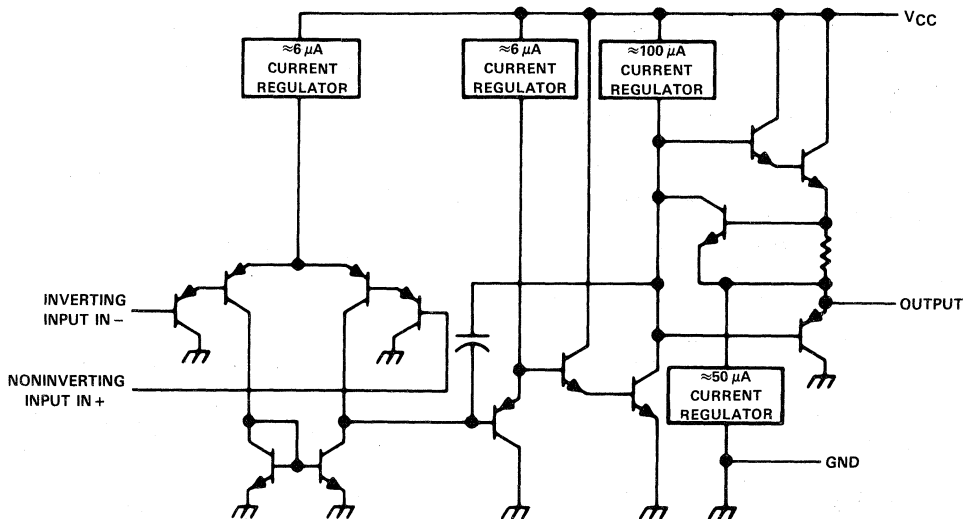 VCC
≈6 μA
CURRENT
REGULATOR
≈6 μA
CURRENT
REGULATOR
≈100 μA
CURRENT
REGULATOR
INVERTING
INPUT IN−
OUTPUT
NONINVERTING
INPUT IN+
≈50 μA
CURRENT
REGULATOR
GND